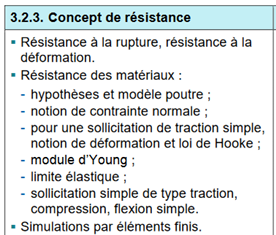 3.2.3. Concept de résistance
▪ Résistance à la rupture, résistance à la
déformation.
▪ Résistance des matériaux :
- hypothèses et modèle poutre ;
- notion de contrainte normale ;
- pour une sollicitation de traction simple,
notion de déformation et loi de Hooke ;
- module d'Young ;
- limite élastique ;
- sollicitation simple de type traction,
compression, flexion simple.
▪ Simulations par éléments finis.